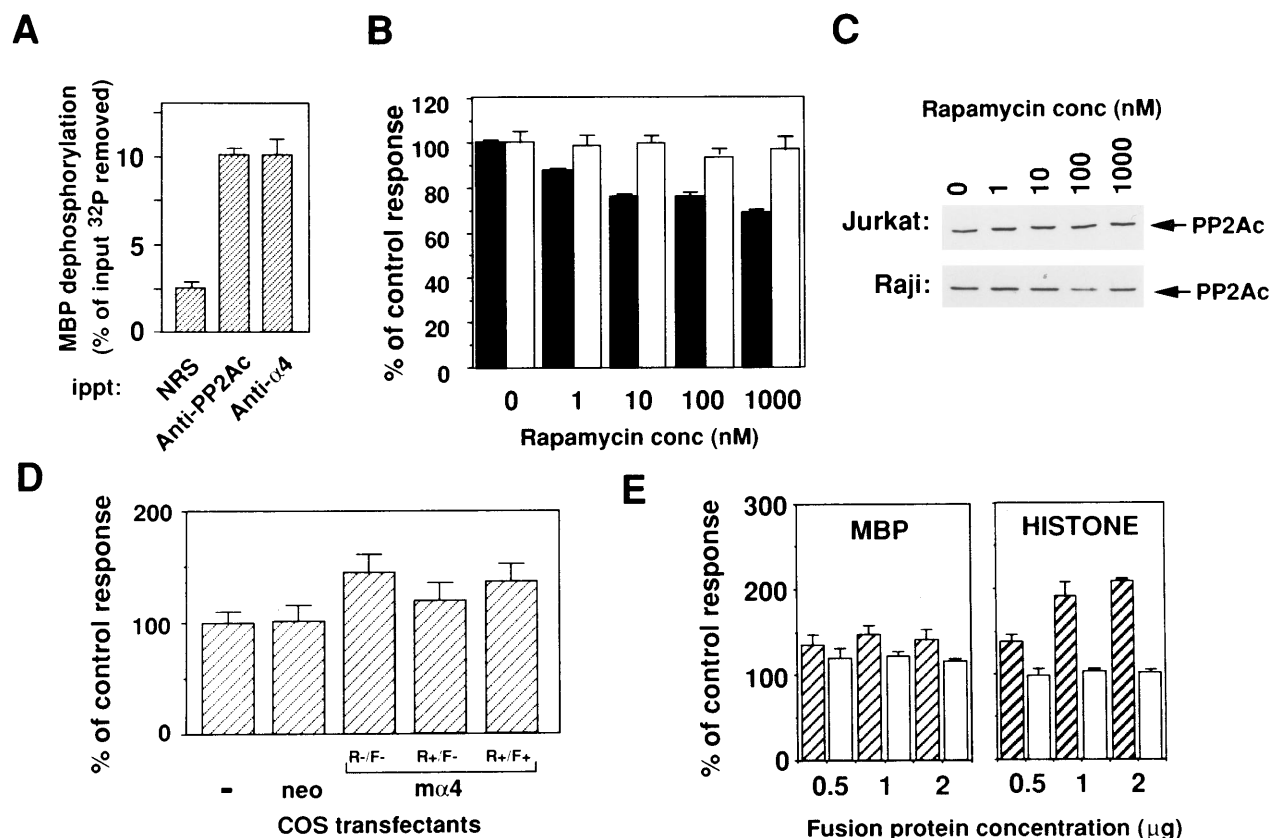 A
MBP dephosphorylation
(% of input ³²P removed)
10
5
0
ippt:
NRS
Anti-PP2Ac
Anti-α4
B
% of control response
120
100
80
60
40
20
0
0 1 10 100 1000
Rapamycin conc (nM)
C
Rapamycin conc (nM)
0 1 10 100 1000
Jurkat: PP2Ac
Raji: PP2Ac
D
% of control response
200
100
0
R-/F- R+/F- R+/F+
- neo mα4
COS transfectants
E
% of control response
300
200
100
0
MBP HISTONE
0.5 1 2 0.5 1 2
Fusion protein concentration (μg)